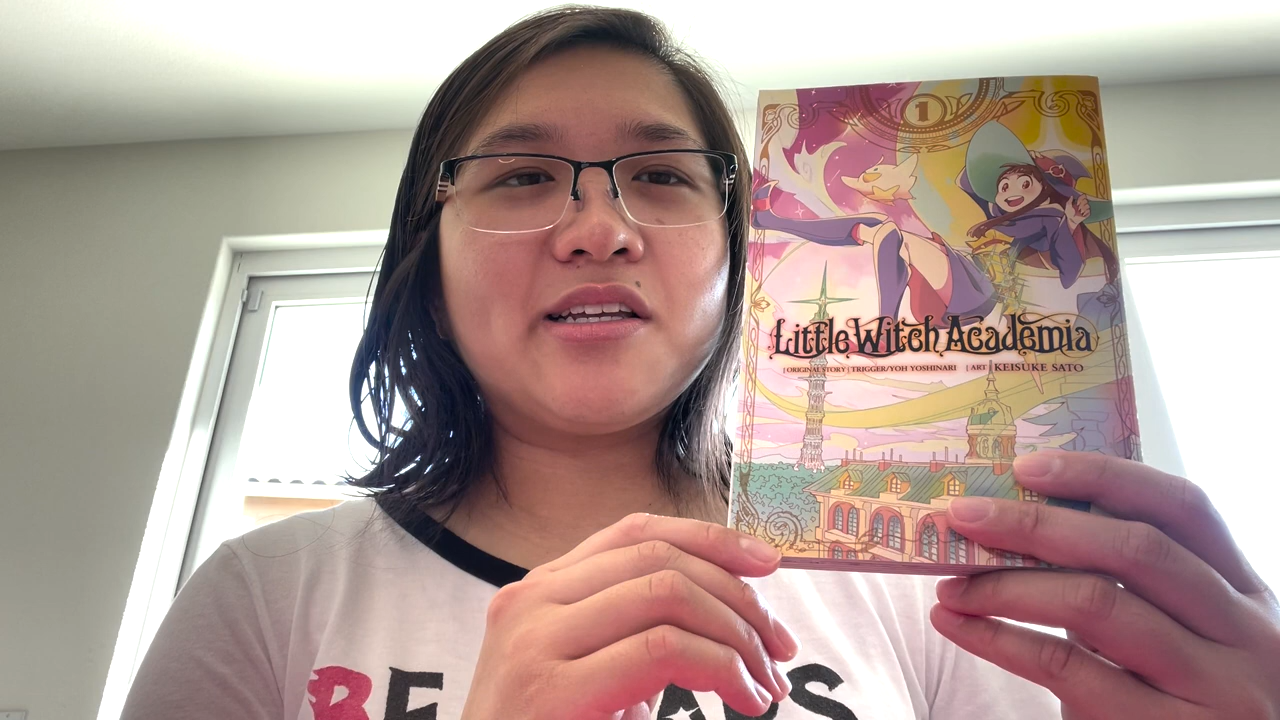 1
Little Witch Academia
| ORIGINAL STORY | TRIGGER/YOH YOSHINARI | ART | KEISUKE SATO